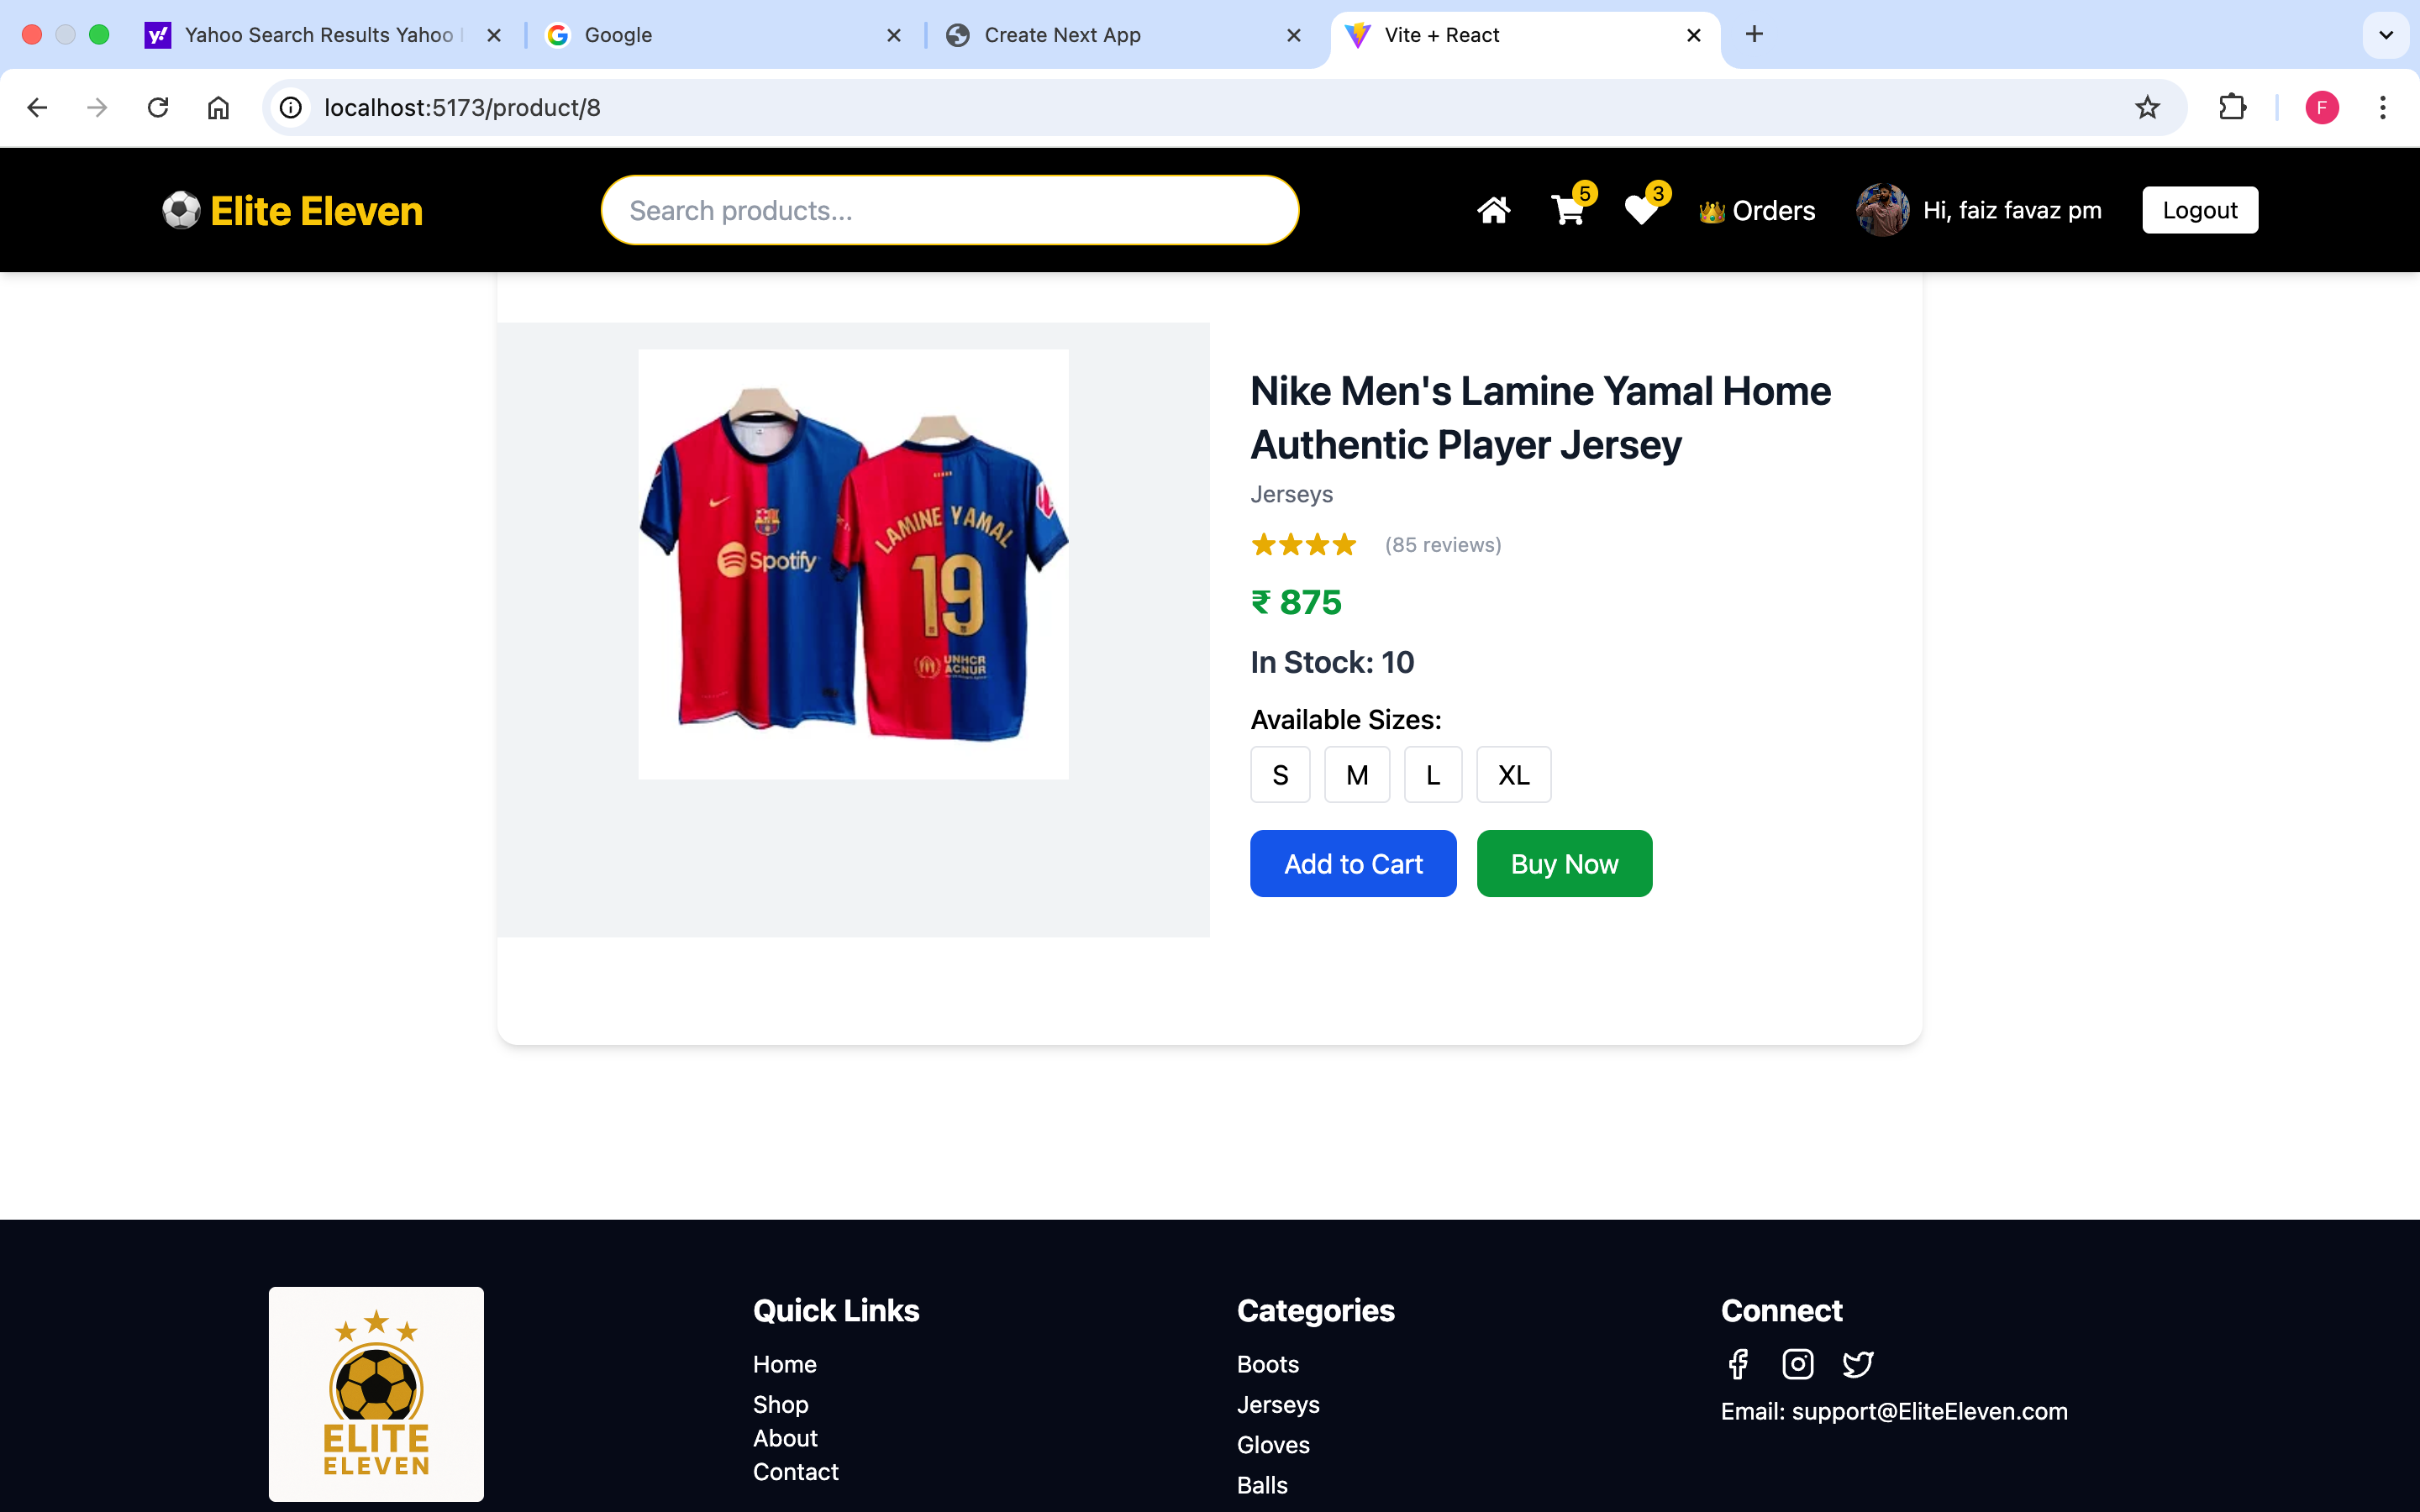 Yahoo Search Results Yahoo
Google
Create Next App
Vite + React
localhost:5173/product/8
F
Elite Eleven
Search products...
5
3
Orders
Hi, faiz favaz pm
Logout
Spotify
LAMINE YAMAL
19
UNHCR
ACNUR
Nike Men's Lamine Yamal Home
Authentic Player Jersey
Jerseys
(85 reviews)
₹ 875
In Stock: 10
Available Sizes:
S M L XL
Add to Cart
Buy Now
ELITE
ELEVEN
Quick Links
Home
Shop
About
Contact
Categories
Boots
Jerseys
Gloves
Balls
Connect
Email: support@EliteEleven.com